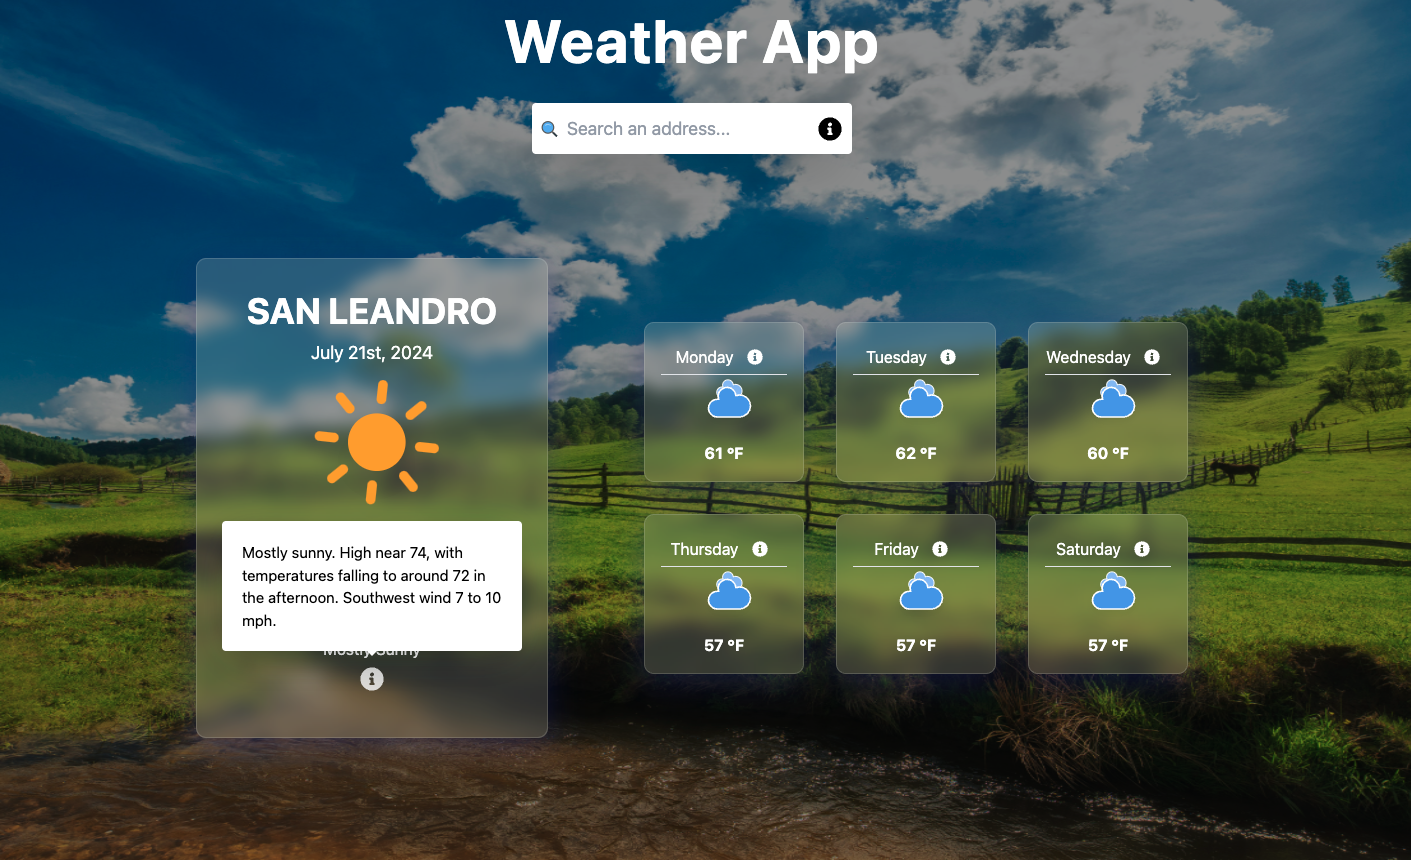 Weather App
Search an address...
SAN LEANDRO
July 21st, 2024
Mostly sunny. High near 74, with
temperatures falling to around 72 in
the afternoon. Southwest wind 7 to 10
mph.
Mostly Sunny
Monday
61 °F
Tuesday
62 °F
Wednesday
60 °F
Thursday
57 °F
Friday
57 °F
Saturday
57 °F